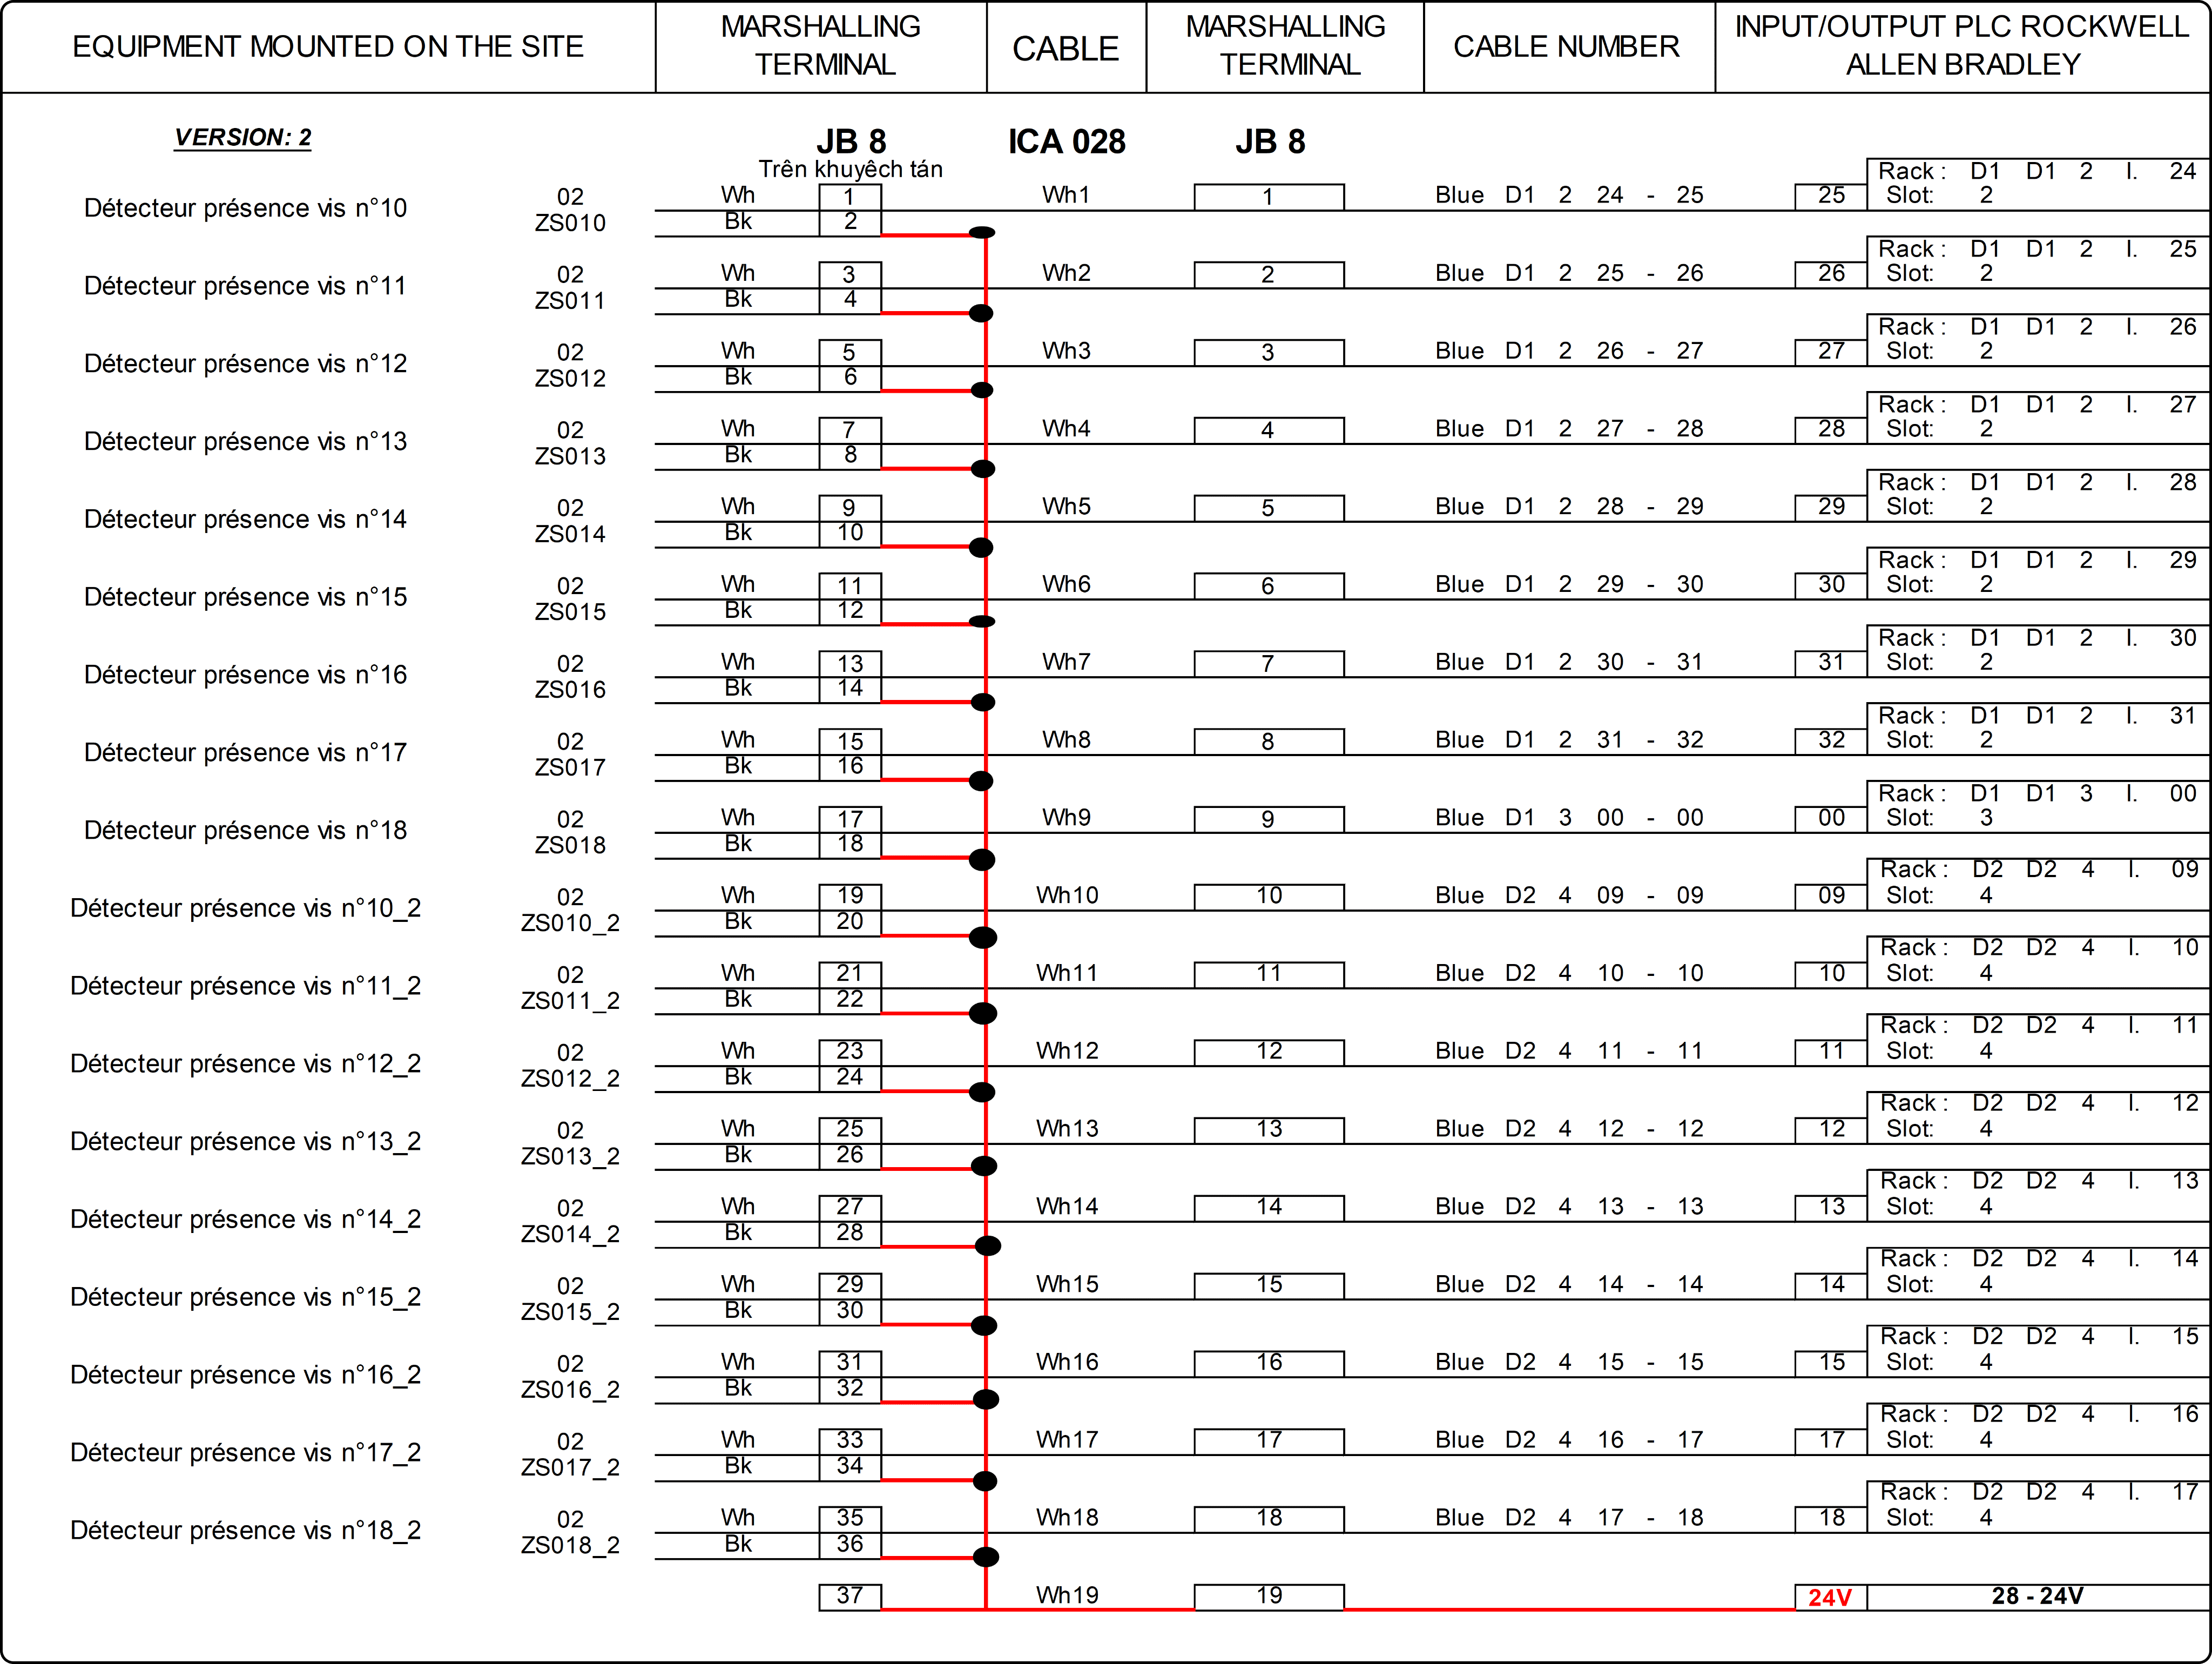 EQUIPMENT MOUNTED ON THE SITE
MARSHALLING TERMINAL
CABLE
MARSHALLING TERMINAL
CABLE NUMBER
INPUT/OUTPUT PLC ROCKWELL ALLEN BRADLEY
VERSION: 2
JB 8
ICA 028
JB 8
Trên khuyêch tán
Rack : D1 D1 2 I. 24
Détecteur présence vis n°10 02 Wh 1 Wh1 1 Blue D1 2 24 - 25 25 Slot: 2
ZS010 Bk 2
Rack : D1 D1 2 I. 25
Détecteur présence vis n°11 02 Wh 3 Wh2 2 Blue D1 2 25 - 26 26 Slot: 2
ZS011 Bk 4
Rack : D1 D1 2 I. 26
Détecteur présence vis n°12 02 Wh 5 Wh3 3 Blue D1 2 26 - 27 27 Slot: 2
ZS012 Bk 6
Rack : D1 D1 2 I. 27
Détecteur présence vis n°13 02 Wh 7 Wh4 4 Blue D1 2 27 - 28 28 Slot: 2
ZS013 Bk 8
Rack : D1 D1 2 I. 28
Détecteur présence vis n°14 02 Wh 9 Wh5 5 Blue D1 2 28 - 29 29 Slot: 2
ZS014 Bk 10
Rack : D1 D1 2 I. 29
Détecteur présence vis n°15 02 Wh 11 Wh6 6 Blue D1 2 29 - 30 30 Slot: 2
ZS015 Bk 12
Rack : D1 D1 2 I. 30
Détecteur présence vis n°16 02 Wh 13 Wh7 7 Blue D1 2 30 - 31 31 Slot: 2
ZS016 Bk 14
Rack : D1 D1 2 I. 31
Détecteur présence vis n°17 02 Wh 15 Wh8 8 Blue D1 2 31 - 32 32 Slot: 2
ZS017 Bk 16
Rack : D1 D1 3 I. 00
Détecteur présence vis n°18 02 Wh 17 Wh9 9 Blue D1 3 00 - 00 00 Slot: 3
ZS018 Bk 18
Rack : D2 D2 4 I. 09
Détecteur présence vis n°10_2 02 Wh 19 Wh10 10 Blue D2 4 09 - 09 09 Slot: 4
ZS010_2 Bk 20
Rack : D2 D2 4 I. 10
Détecteur présence vis n°11_2 02 Wh 21 Wh11 11 Blue D2 4 10 - 10 10 Slot: 4
ZS011_2 Bk 22
Rack : D2 D2 4 I. 11
Détecteur présence vis n°12_2 02 Wh 23 Wh12 12 Blue D2 4 11 - 11 11 Slot: 4
ZS012_2 Bk 24
Rack : D2 D2 4 I. 12
Détecteur présence vis n°13_2 02 Wh 25 Wh13 13 Blue D2 4 12 - 12 12 Slot: 4
ZS013_2 Bk 26
Rack : D2 D2 4 I. 13
Détecteur présence vis n°14_2 02 Wh 27 Wh14 14 Blue D2 4 13 - 13 13 Slot: 4
ZS014_2 Bk 28
Rack : D2 D2 4 I. 14
Détecteur présence vis n°15_2 02 Wh 29 Wh15 15 Blue D2 4 14 - 14 14 Slot: 4
ZS015_2 Bk 30
Rack : D2 D2 4 I. 15
Détecteur présence vis n°16_2 02 Wh 31 Wh16 16 Blue D2 4 15 - 15 15 Slot: 4
ZS016_2 Bk 32
Rack : D2 D2 4 I. 16
Détecteur présence vis n°17_2 02 Wh 33 Wh17 17 Blue D2 4 16 - 17 17 Slot: 4
ZS017_2 Bk 34
Rack : D2 D2 4 I. 17
Détecteur présence vis n°18_2 02 Wh 35 Wh18 18 Blue D2 4 17 - 18 18 Slot: 4
ZS018_2 Bk 36
37 Wh19 19 24V 28 - 24V